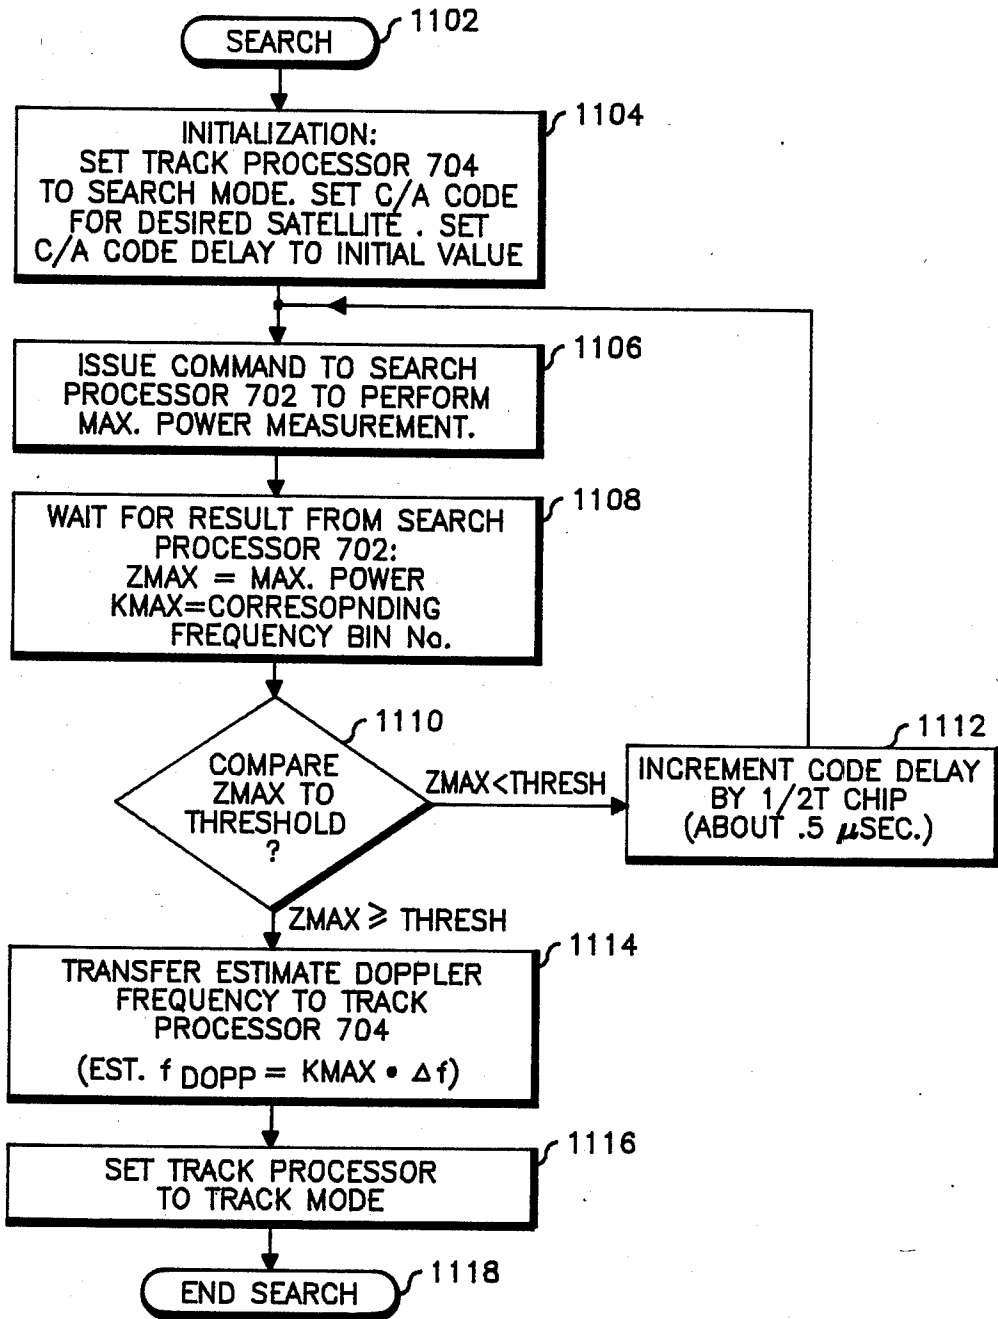 1102
SEARCH
1104
INITIALIZATION:
SET TRACK PROCESSOR 704
TO SEARCH MODE. SET C/A CODE
FOR DESIRED SATELLITE . SET
C/A CODE DELAY TO INITIAL VALUE
1106
ISSUE COMMAND TO SEARCH
PROCESSOR 702 TO PERFORM
MAX. POWER MEASUREMENT.
1108
WAIT FOR RESULT FROM SEARCH
PROCESSOR 702:
ZMAX = MAX. POWER
KMAX=CORRESOPNDING
FREQUENCY BIN No.
1110
COMPARE
ZMAX TO
THRESHOLD
?
ZMAX<THRESH
1112
INCREMENT CODE DELAY
BY 1/2T CHIP
(ABOUT .5 μSEC.)
ZMAX ⩾ THRESH
1114
TRANSFER ESTIMATE DOPPLER
FREQUENCY TO TRACK
PROCESSOR 704
(EST. f DOPP = KMAX • Δf)
1116
SET TRACK PROCESSOR
TO TRACK MODE
1118
END SEARCH